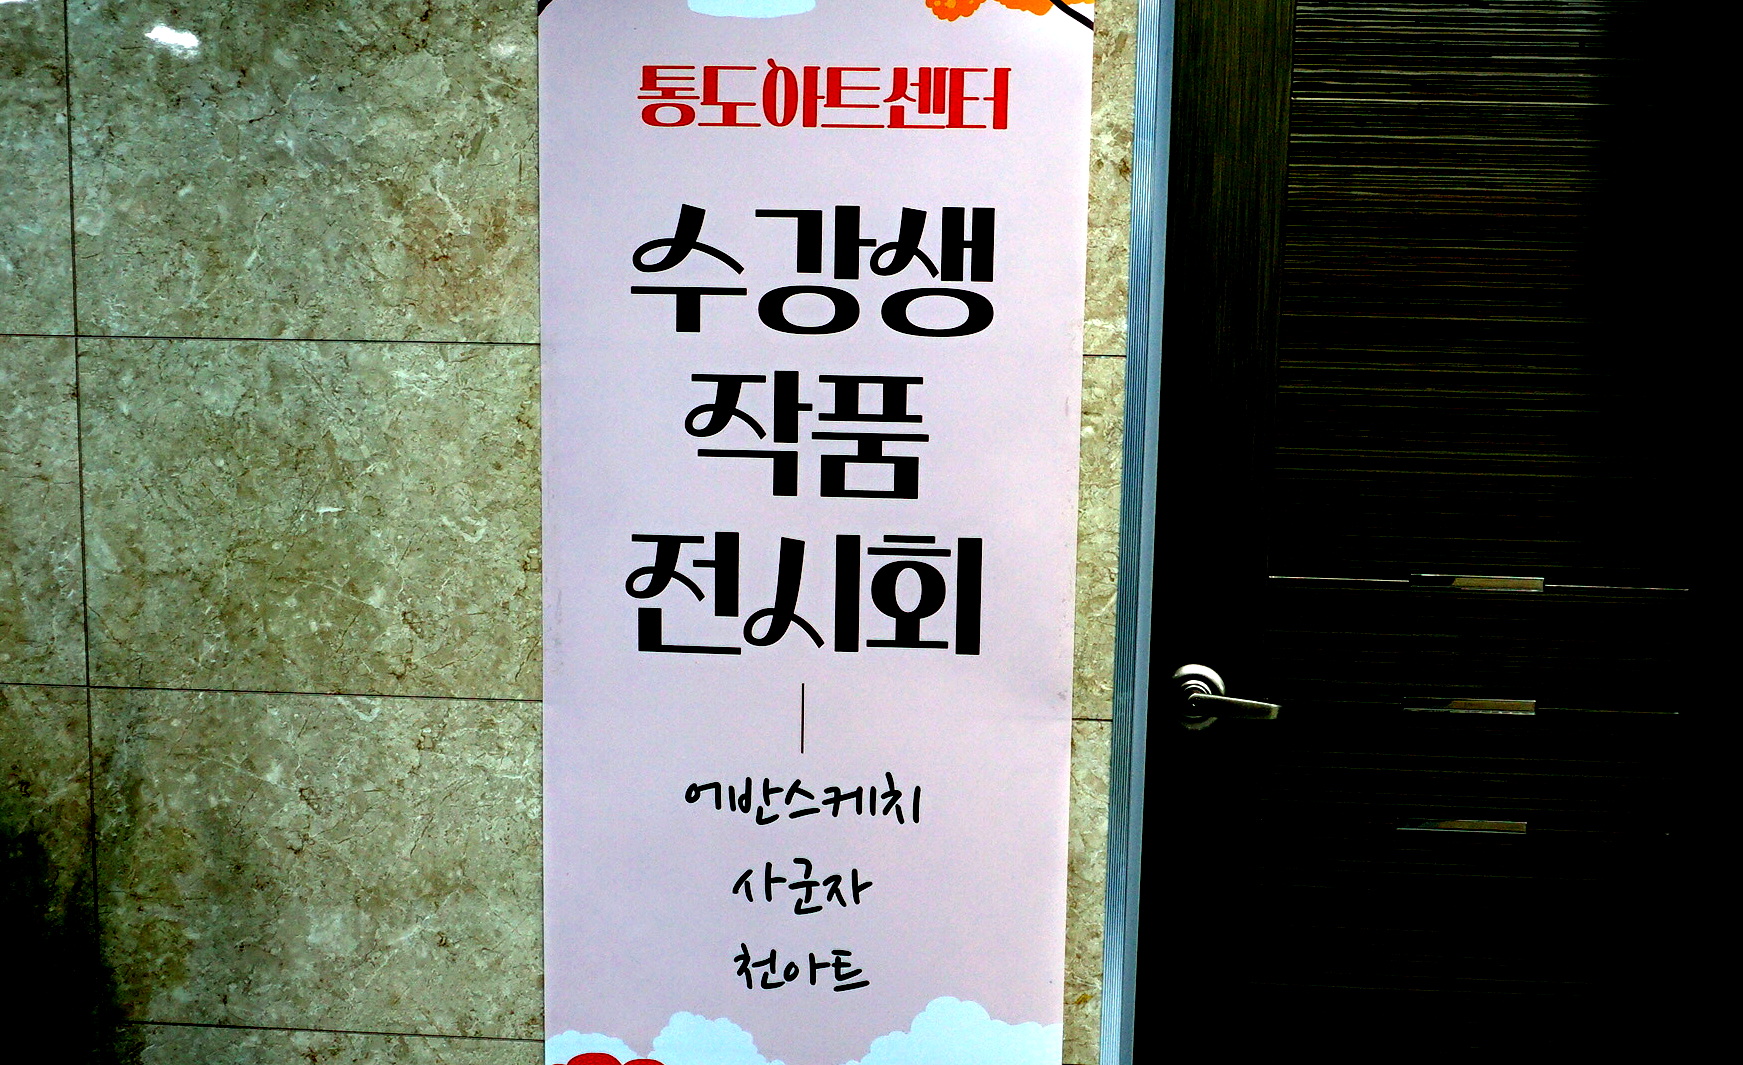 통도아트센터
수강생
작품
전시회
어반스케치
사군자
천아트